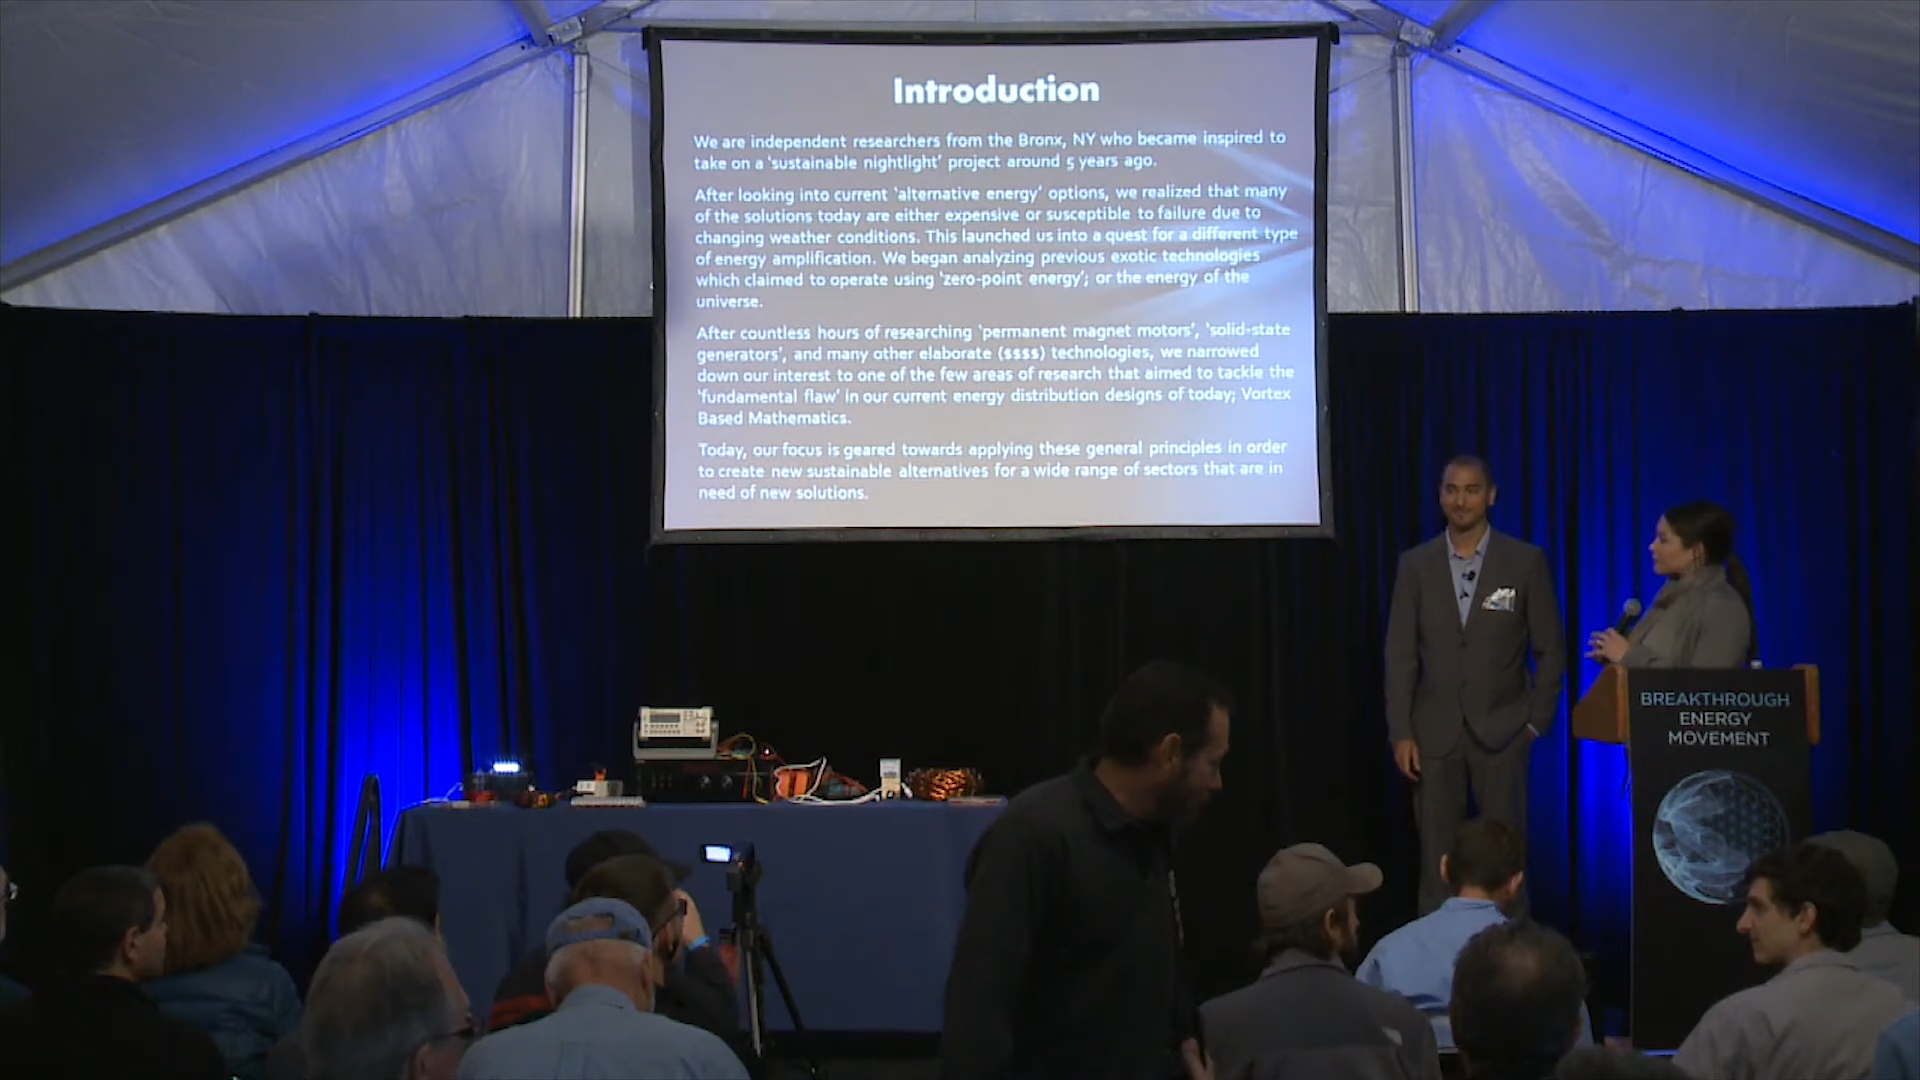 Introduction
We are independent researchers from the Bronx, NY who became inspired to
take on a ‘sustainable nightlight’ project around 5 years ago.
After looking into current ‘alternative energy’ options, we realized that many
of the solutions today are either expensive or susceptible to failure due to
changing weather conditions. This launched us into a quest for a different type
of energy amplification. We began analyzing previous exotic technologies
which claimed to operate using ‘zero-point energy’; or the energy of the
universe.
After countless hours of researching ‘permanent magnet motors’, ‘solid-state
generators’, and many other elaborate ($$$$) technologies, we narrowed
down our interest to one of the few areas of research that aimed to tackle the
‘fundamental flaw’ in our current energy distribution designs of today; Vortex
Based Mathematics.
Today, our focus is geared towards applying these general principles in order
to create new sustainable alternatives for a wide range of sectors that are in
need of new solutions.
BREAKTHROUGH
ENERGY
MOVEMENT